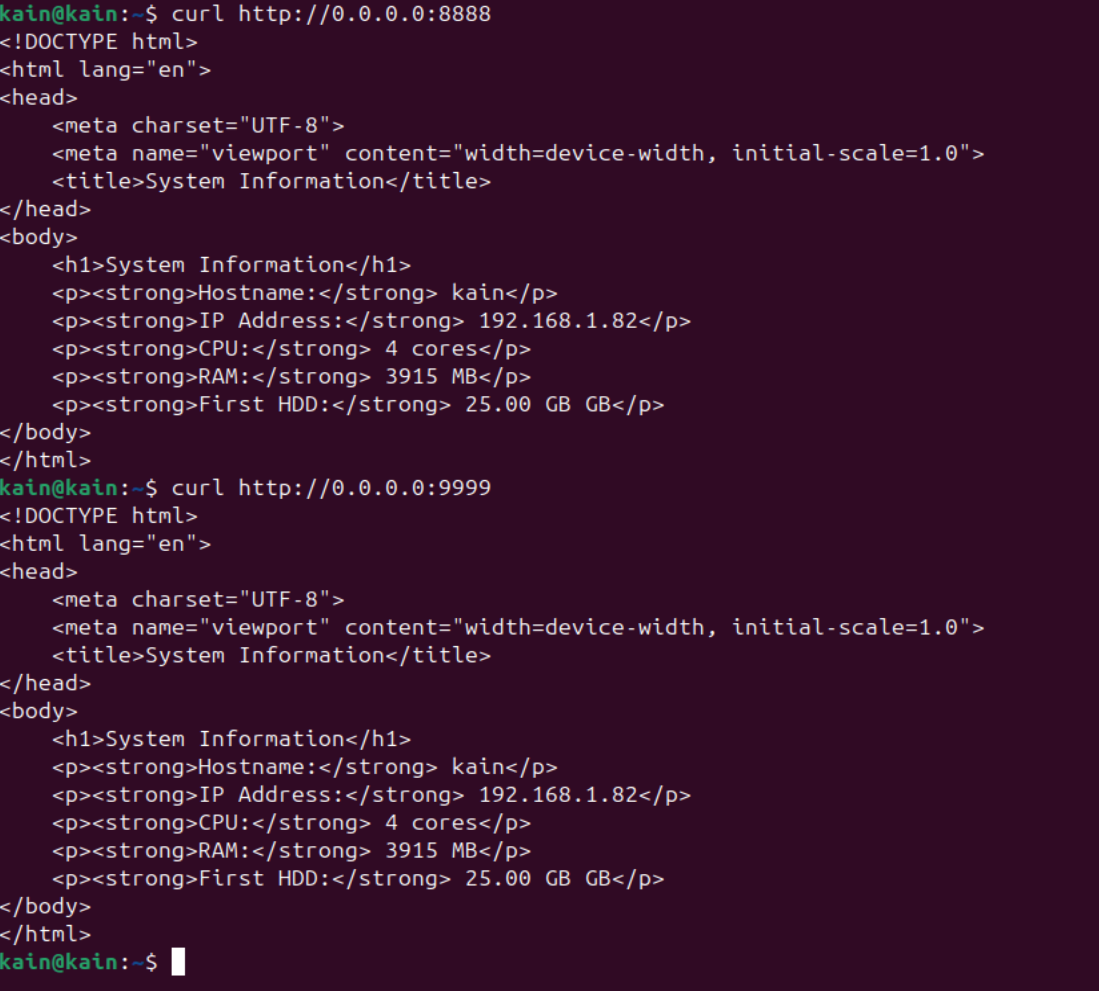 kain@kain:~$ curl http://0.0.0.0:8888
<!DOCTYPE html>
<html lang="en">
<head>
    <meta charset="UTF-8">
    <meta name="viewport" content="width=device-width, initial-scale=1.0">
    <title>System Information</title>
</head>
<body>
    <h1>System Information</h1>
    <p><strong>Hostname:</strong> kain</p>
    <p><strong>IP Address:</strong> 192.168.1.82</p>
    <p><strong>CPU:</strong> 4 cores</p>
    <p><strong>RAM:</strong> 3915 MB</p>
    <p><strong>First HDD:</strong> 25.00 GB GB</p>
</body>
</html>
kain@kain:~$ curl http://0.0.0.0:9999
<!DOCTYPE html>
<html lang="en">
<head>
    <meta charset="UTF-8">
    <meta name="viewport" content="width=device-width, initial-scale=1.0">
    <title>System Information</title>
</head>
<body>
    <h1>System Information</h1>
    <p><strong>Hostname:</strong> kain</p>
    <p><strong>IP Address:</strong> 192.168.1.82</p>
    <p><strong>CPU:</strong> 4 cores</p>
    <p><strong>RAM:</strong> 3915 MB</p>
    <p><strong>First HDD:</strong> 25.00 GB GB</p>
</body>
</html>
kain@kain:~$